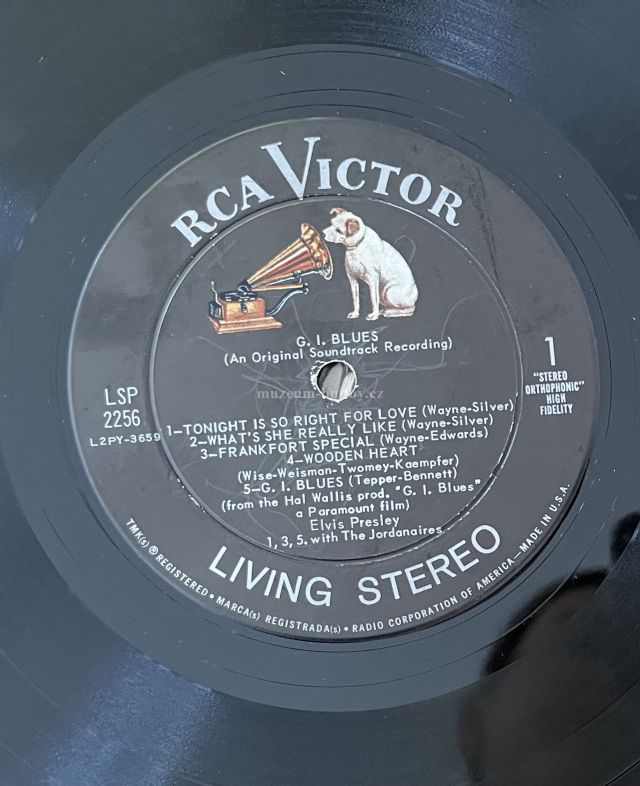 RCA VICTOR
G. I. BLUES
(An Original Soundtrack Recording)
1
"STEREO
ORTHOPHONIC"
HIGH
FIDELITY
LSP
2256
L2PY-3659
muzeum-hudby.cz
1—TONIGHT IS SO RIGHT FOR LOVE (Wayne-Silver)
2—WHAT'S SHE REALLY LIKE (Wayne-Silver)
3—FRANKFORT SPECIAL (Wayne-Edwards)
4—WOODEN HEART
(Wise-Weisman-Twomey-Kaempfer)
5—G. I. BLUES (Tepper-Bennett)
(from the Hal Wallis prod. "G. I. Blues"
a Paramount film)
Elvis Presley
1, 3, 5. with The Jordanaires
LIVING STEREO
TMK(s) ® REGISTERED • MARCA(s) REGISTRADA(s) • RADIO CORPORATION OF AMERICA—MADE IN U.S.A.